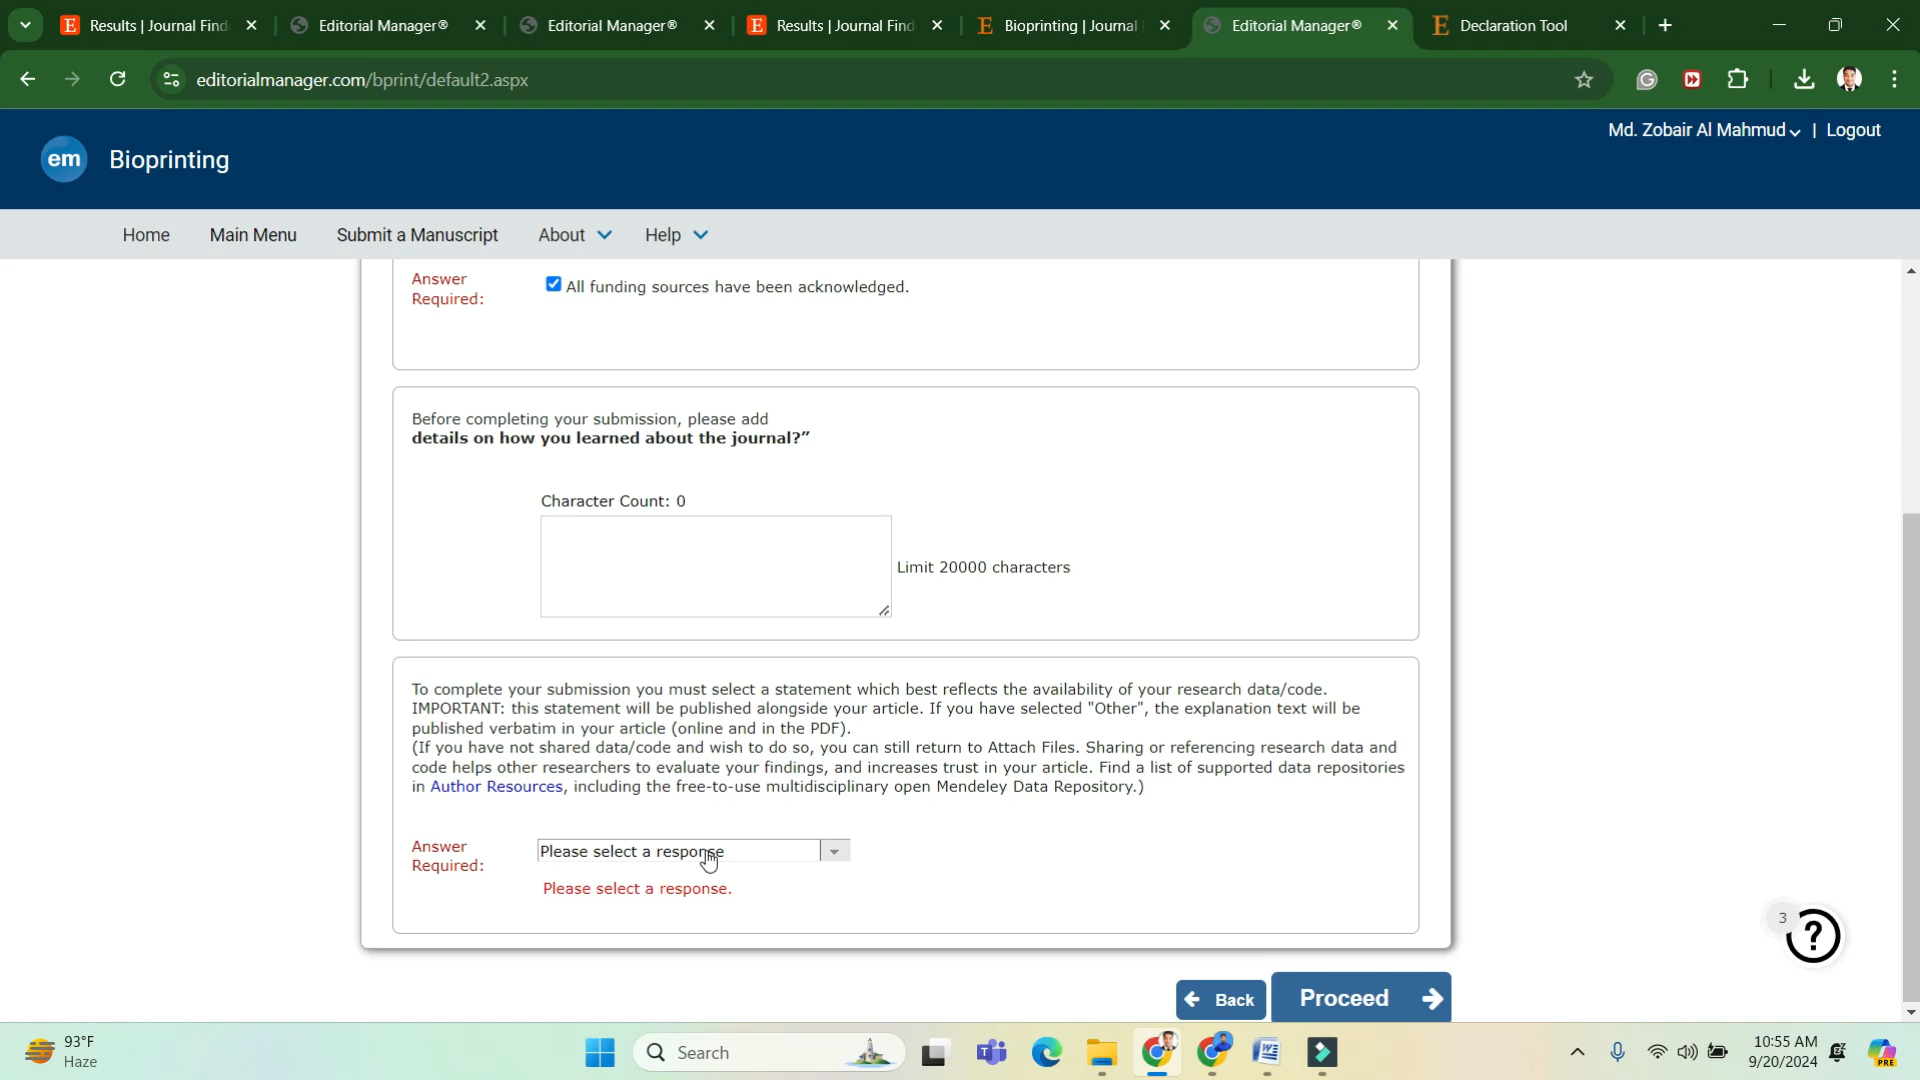 Results | Journal Find
Editorial Manager®
Editorial Manager®
Results | Journal Find
Bioprinting | Journal
Editorial Manager®
Declaration Tool
editorialmanager.com/bprint/default2.aspx
Md. Zobair Al Mahmud | Logout
em Bioprinting
Home Main Menu Submit a Manuscript About Help
Answer
Required:
All funding sources have been acknowledged.
Before completing your submission, please add
details on how you learned about the journal?”
Character Count: 0
Limit 20000 characters
To complete your submission you must select a statement which best reflects the availability of your research data/code.
IMPORTANT: this statement will be published alongside your article. If you have selected "Other", the explanation text will be
published verbatim in your article (online and in the PDF).
(If you have not shared data/code and wish to do so, you can still return to Attach Files. Sharing or referencing research data and
code helps other researchers to evaluate your findings, and increases trust in your article. Find a list of supported data repositories
in Author Resources, including the free-to-use multidisciplinary open Mendeley Data Repository.)
Answer
Required:
Please select a response
Please select a response.
3
?
Back Proceed
93°F
Haze
Search
10:55 AM
9/20/2024
PRE